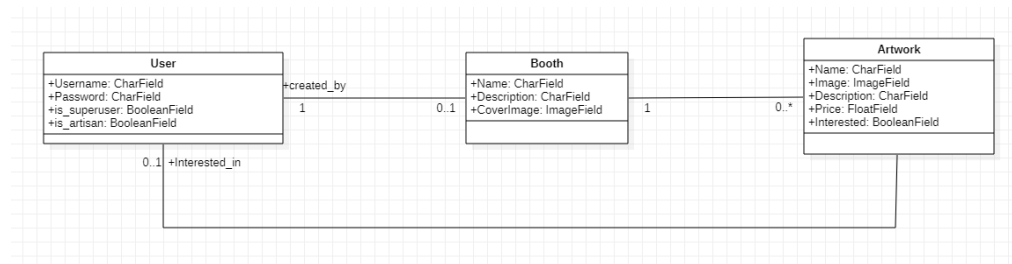 User
+Username: CharField
+Password: CharField
+is_superuser: BooleanField
+is_artisan: BooleanField
+created_by
1
0..1
Booth
+Name: CharField
+Description: CharField
+CoverImage: ImageField
1
0..*
Artwork
+Name: CharField
+Image: ImageField
+Description: CharField
+Price: FloatField
+Interested: BooleanField
0..1 +Interested_in